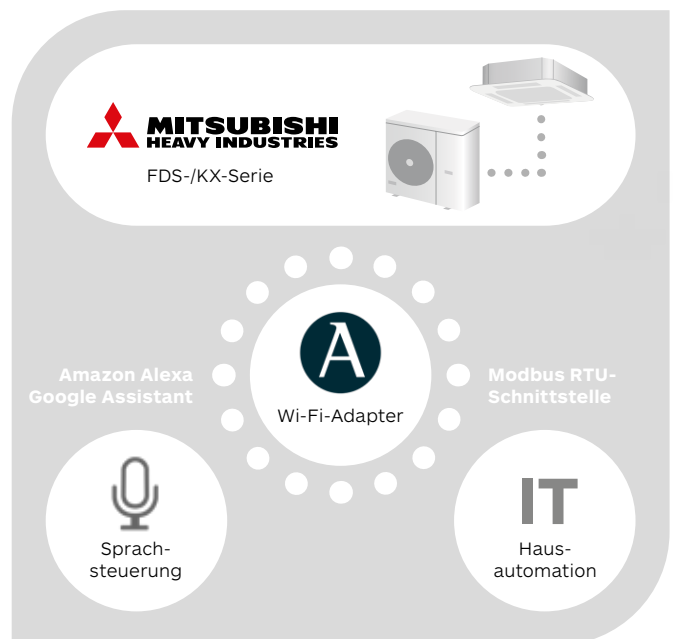 MITSUBISHI
HEAVY INDUSTRIES
FDS-/KX-Serie
A
Wi-Fi-Adapter
Amazon Alexa
Google Assistant
Modbus RTU-
Schnittstelle
Sprach-
steuerung
IT
Haus-
automation